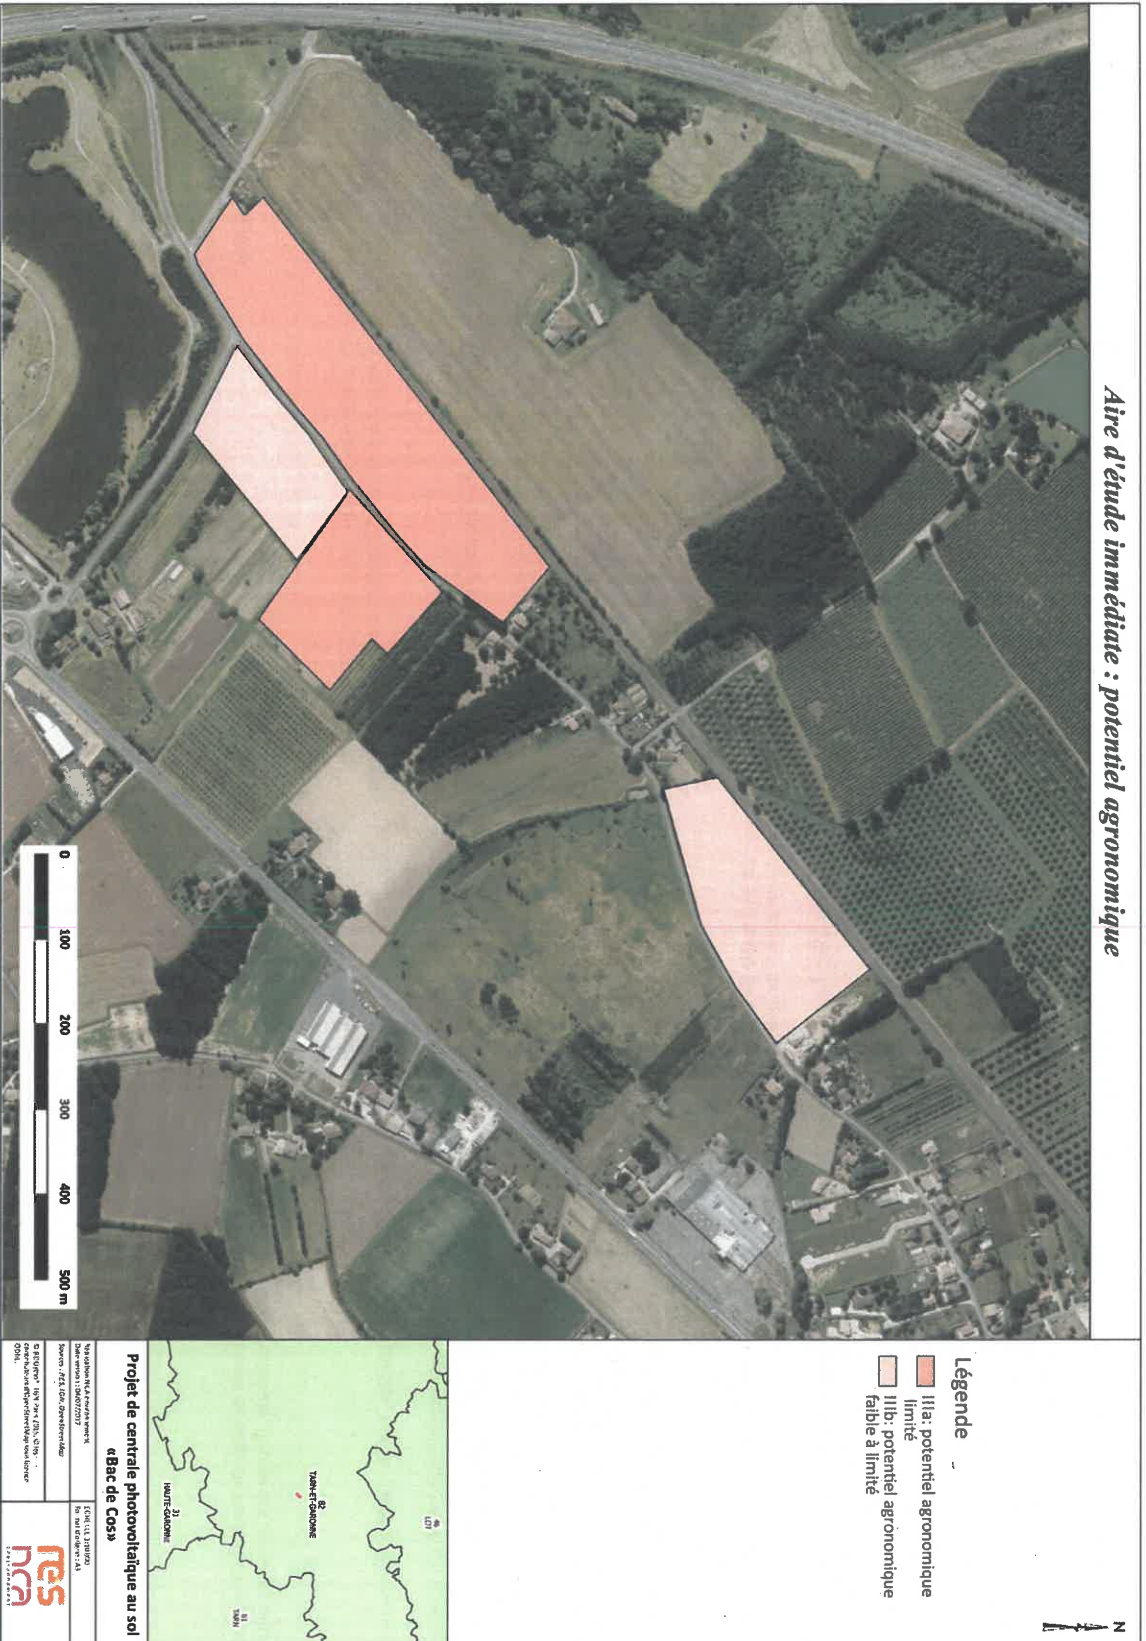 Aire d'étude immédiate : potentiel agronomique
N
Légende
IIIa: potentiel agronomique
limité
IIIb: potentiel agronomique
faible à limité
0
100
200
300
400
500 m
46
LOT
82
TARN-ET-GARONNE
31
HAUTE-GARONNE
81
TARN
Projet de centrale photovoltaïque au sol
«Bac de Cos»
res
nca